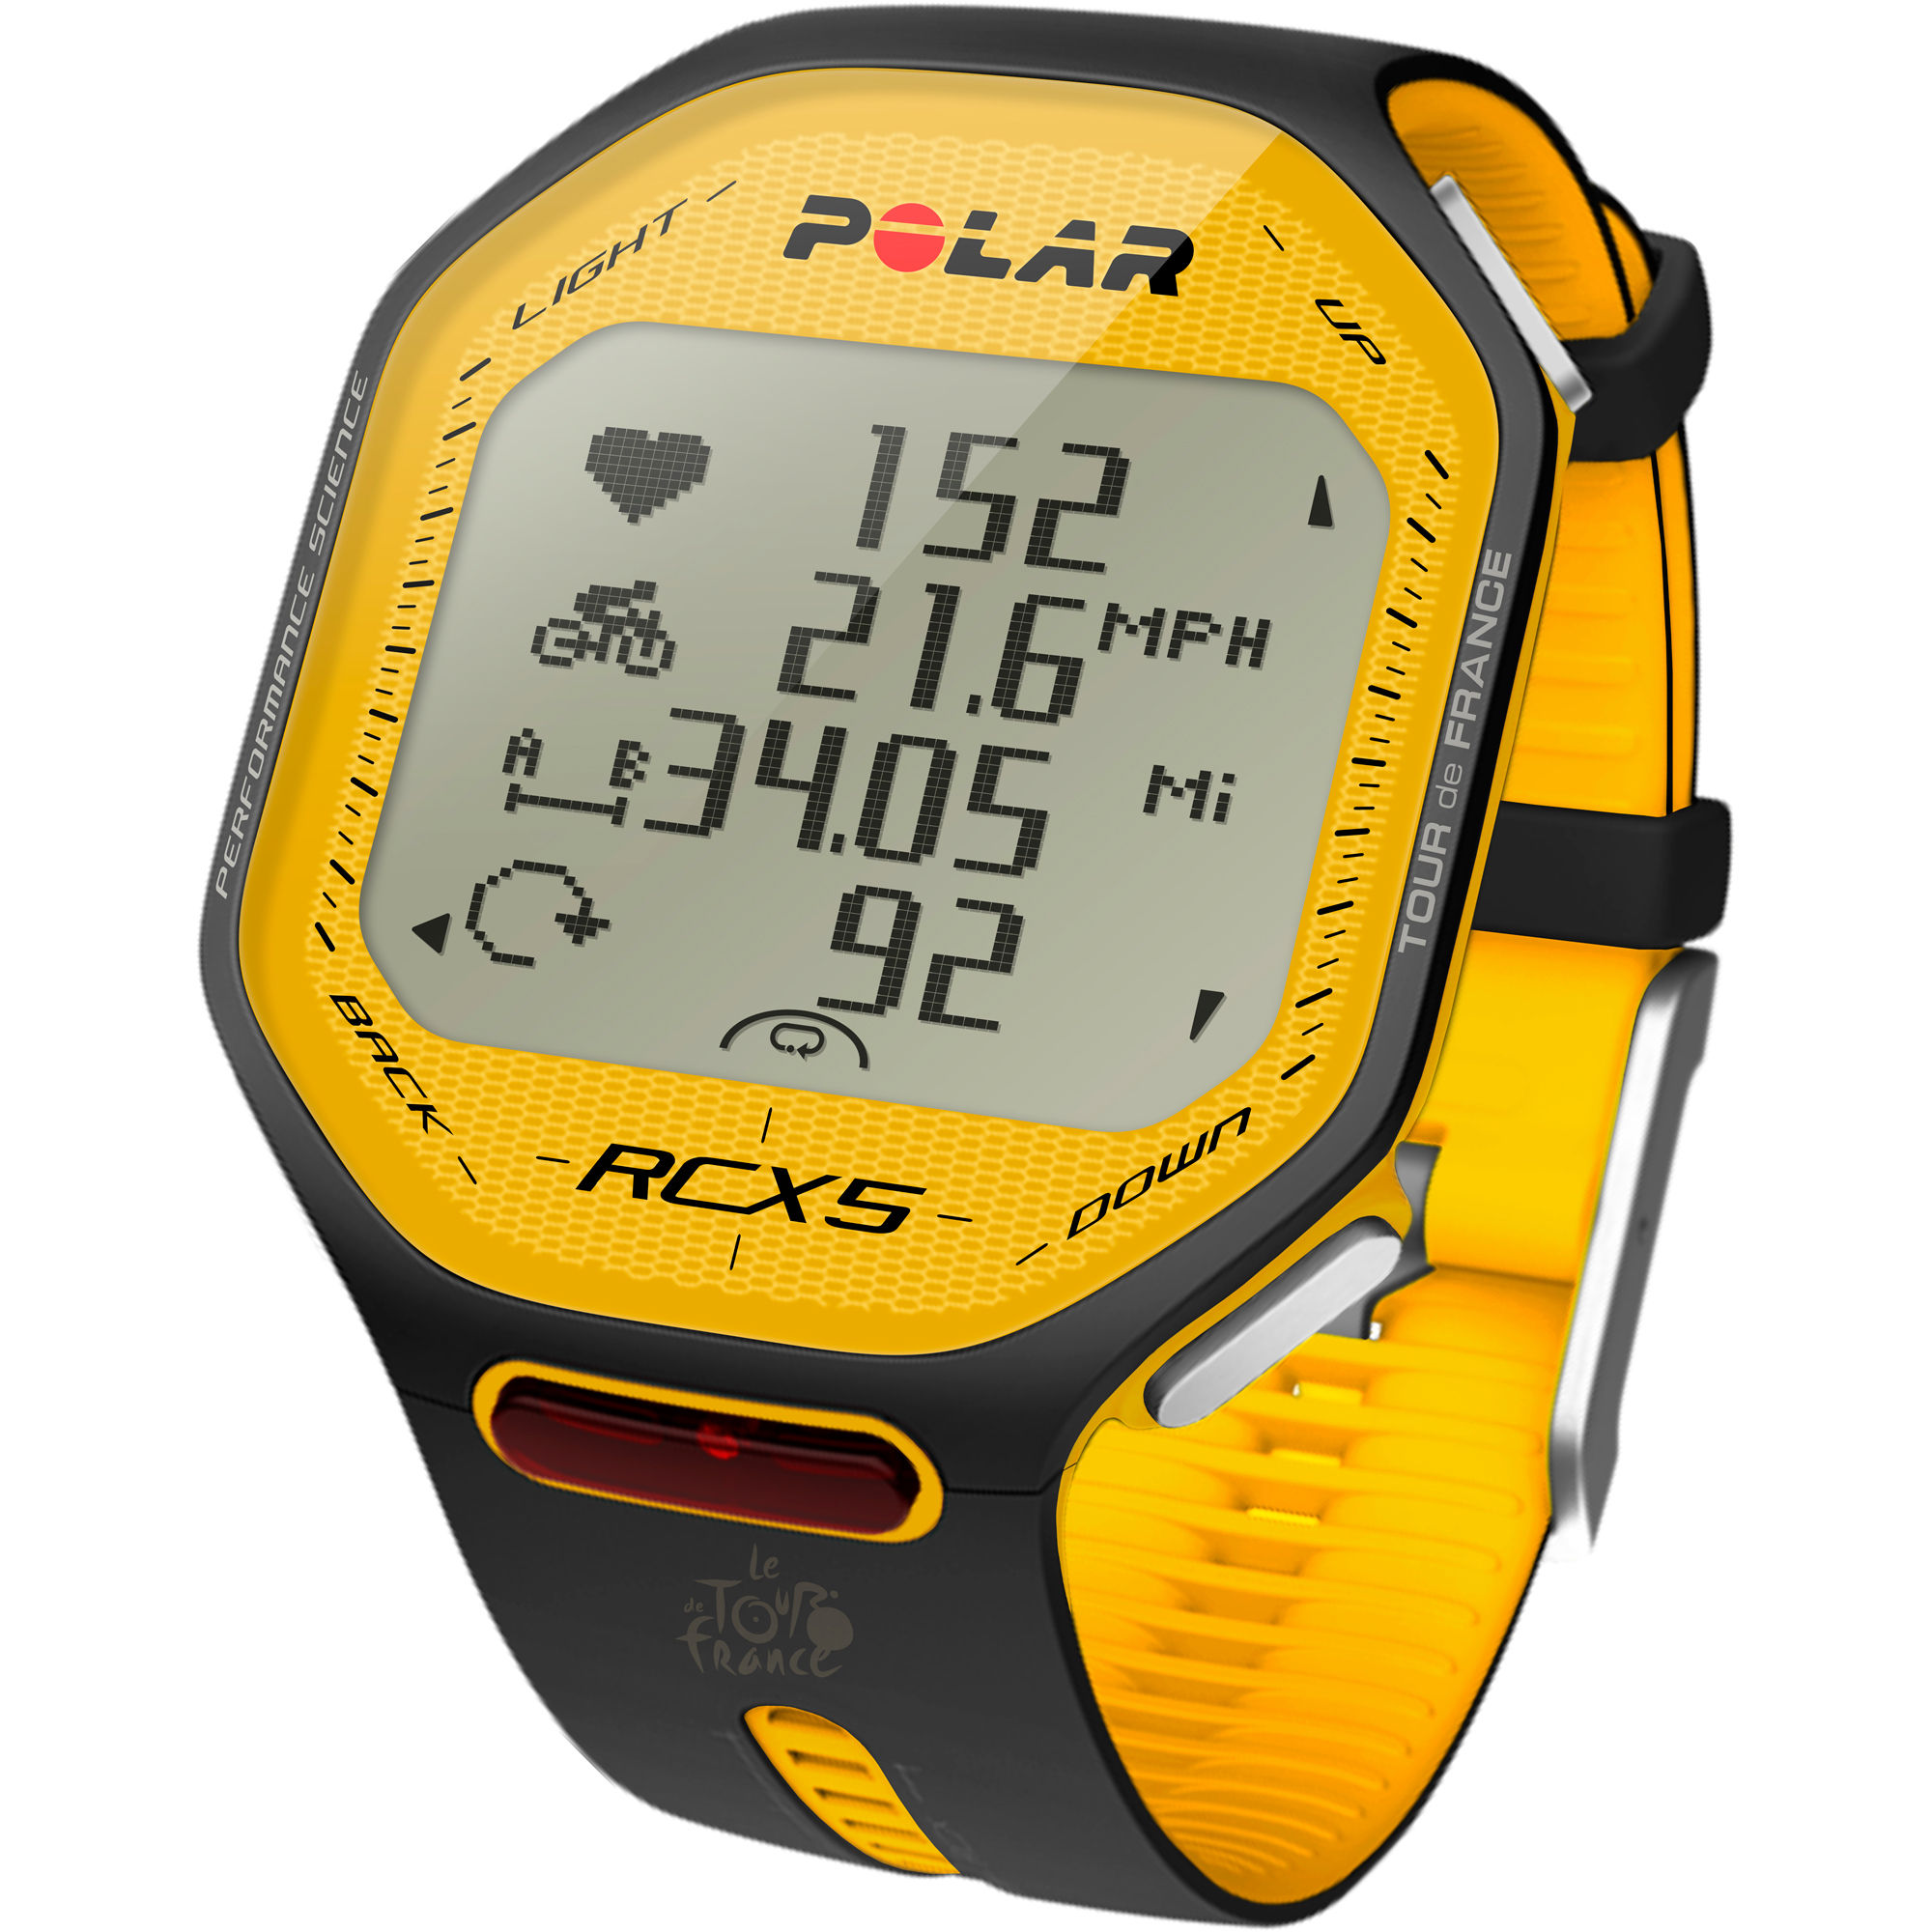 POLAR
LIGHT
UP
152
21.6 MPH
A B 34.05 Mi
92
BACK
DOWN
RCX5
PERFORMANCE SCIENCE
TOUR de FRANCE
Le
de TOUR
france